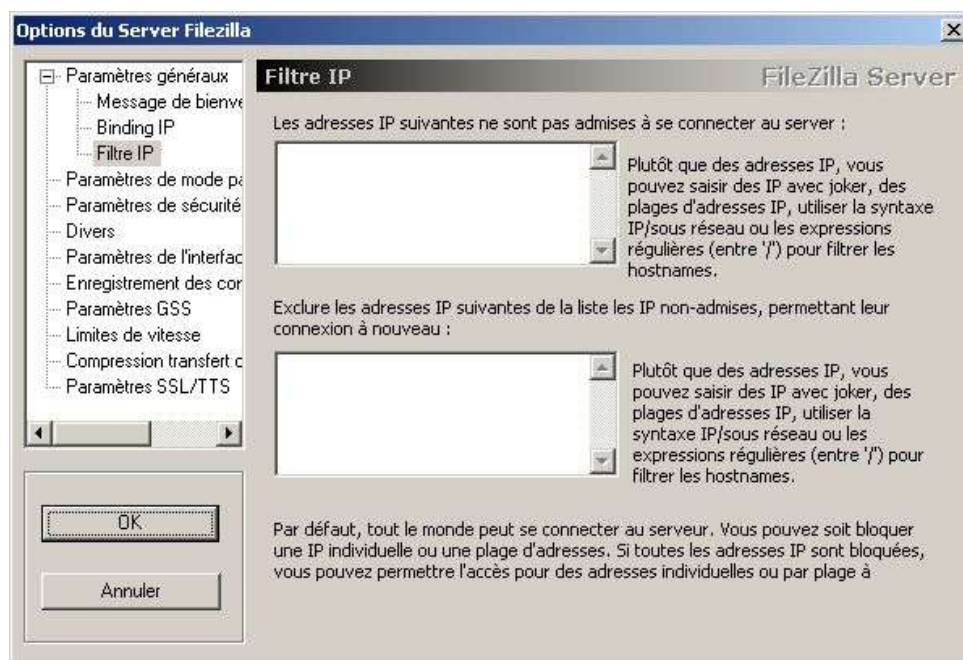 Options du Server Filezilla
Paramètres généraux
Message de bienve
Binding IP
Filtre IP
Paramètres de mode pa
Paramètres de sécurité
Divers
Paramètres de l'interfac
Enregistrement des cor
Paramètres GSS
Limites de vitesse
Compression transfert c
Paramètres SSL/TTS
OK
Annuler
Filtre IP
FileZilla Server
Les adresses IP suivantes ne sont pas admises à se connecter au server :
Plutôt que des adresses IP, vous
pouvez saisir des IP avec joker, des
plages d'adresses IP, utiliser la syntaxe
IP/sous réseau ou les expressions
régulières (entre '/') pour filtrer les
hostnames.
Exclure les adresses IP suivantes de la liste les IP non-admises, permettant leur
connexion à nouveau :
Plutôt que des adresses IP, vous
pouvez saisir des IP avec joker, des
plages d'adresses IP, utiliser la
syntaxe IP/sous réseau ou les
expressions régulières (entre '/') pour
filtrer les hostnames.
Par défaut, tout le monde peut se connecter au serveur. Vous pouvez soit bloquer
une IP individuelle ou une plage d'adresses. Si toutes les adresses IP sont bloquées,
vous pouvez permettre l'accès pour des adresses individuelles ou par plage à